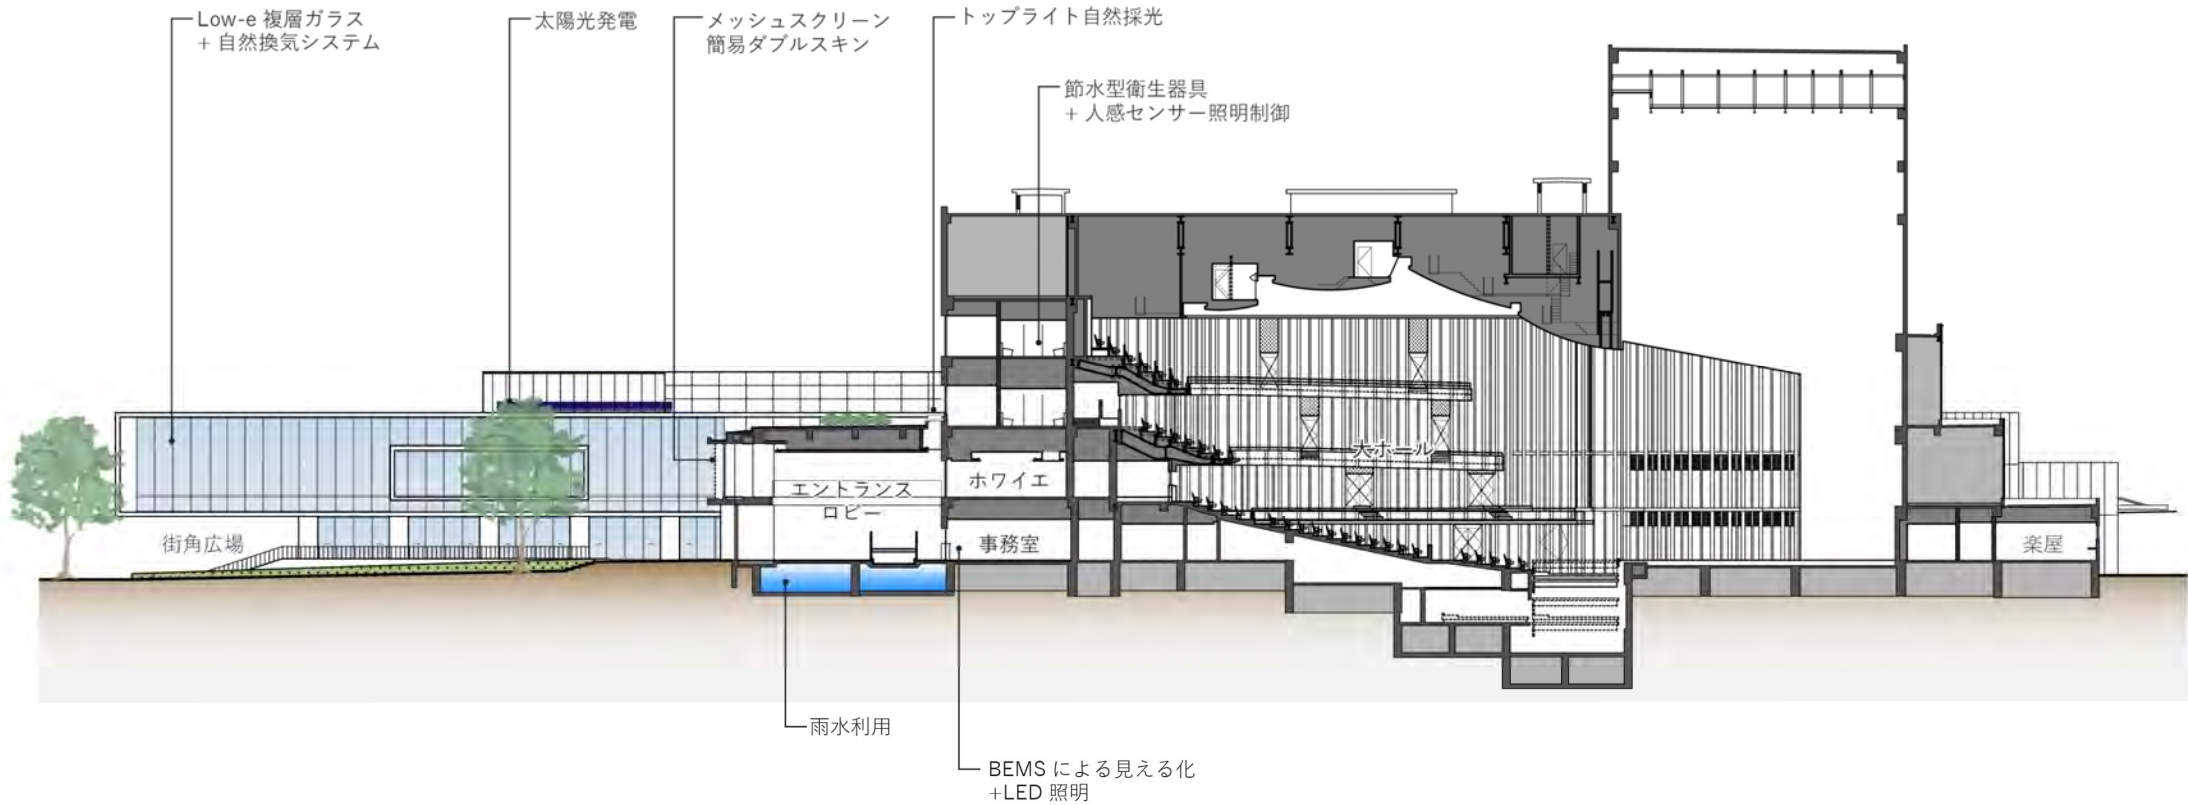 Low-e 複層ガラス
+ 自然換気システム
太陽光発電
メッシュスクリーン
簡易ダブルスキン
トップライト自然採光
節水型衛生器具
+ 人感センサー照明制御
大ホール
ホワイエ
エントランス
ロビー
街角広場
事務室
楽屋
雨水利用
BEMS による見える化
+LED 照明